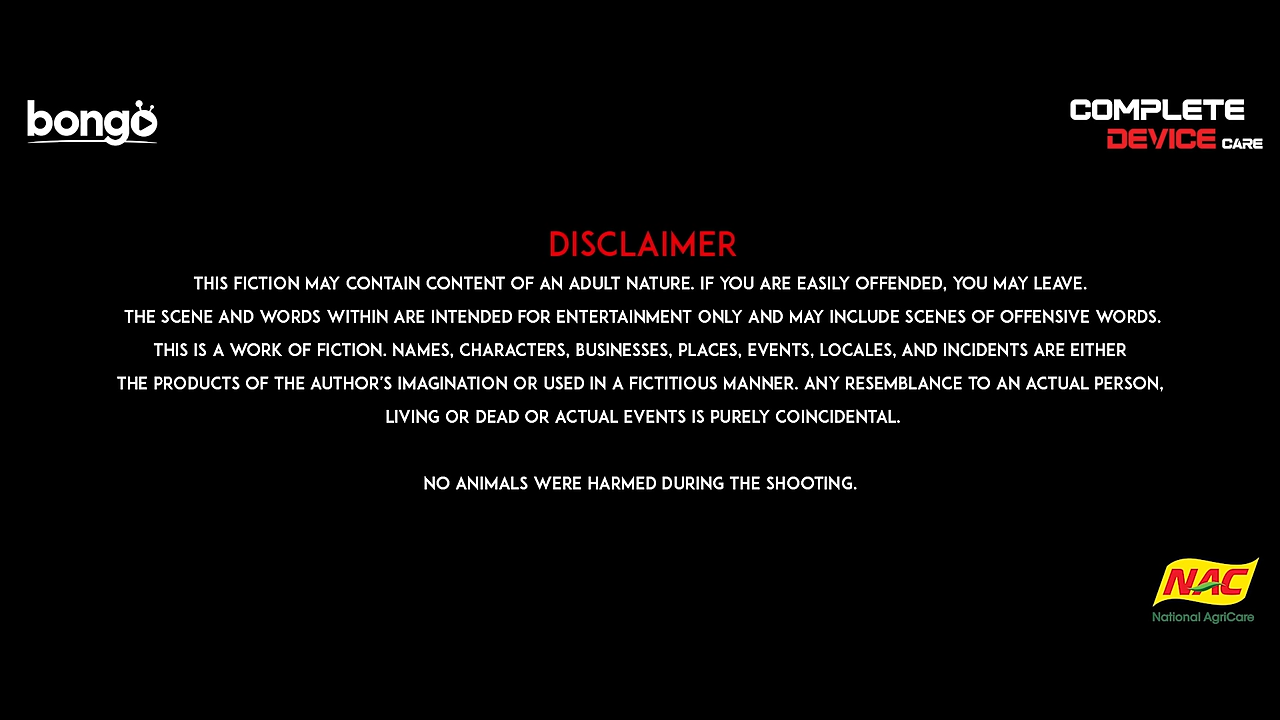 bongo
COMPLETE
DEVICE CARE
DISCLAIMER
THIS FICTION MAY CONTAIN CONTENT OF AN ADULT NATURE. IF YOU ARE EASILY OFFENDED, YOU MAY LEAVE.
THE SCENE AND WORDS WITHIN ARE INTENDED FOR ENTERTAINMENT ONLY AND MAY INCLUDE SCENES OF OFFENSIVE WORDS.
THIS IS A WORK OF FICTION. NAMES, CHARACTERS, BUSINESSES, PLACES, EVENTS, LOCALES, AND INCIDENTS ARE EITHER
THE PRODUCTS OF THE AUTHOR'S IMAGINATION OR USED IN A FICTITIOUS MANNER. ANY RESEMBLANCE TO AN ACTUAL PERSON,
LIVING OR DEAD OR ACTUAL EVENTS IS PURELY COINCIDENTAL.
NO ANIMALS WERE HARMED DURING THE SHOOTING.
NAC
National AgriCare